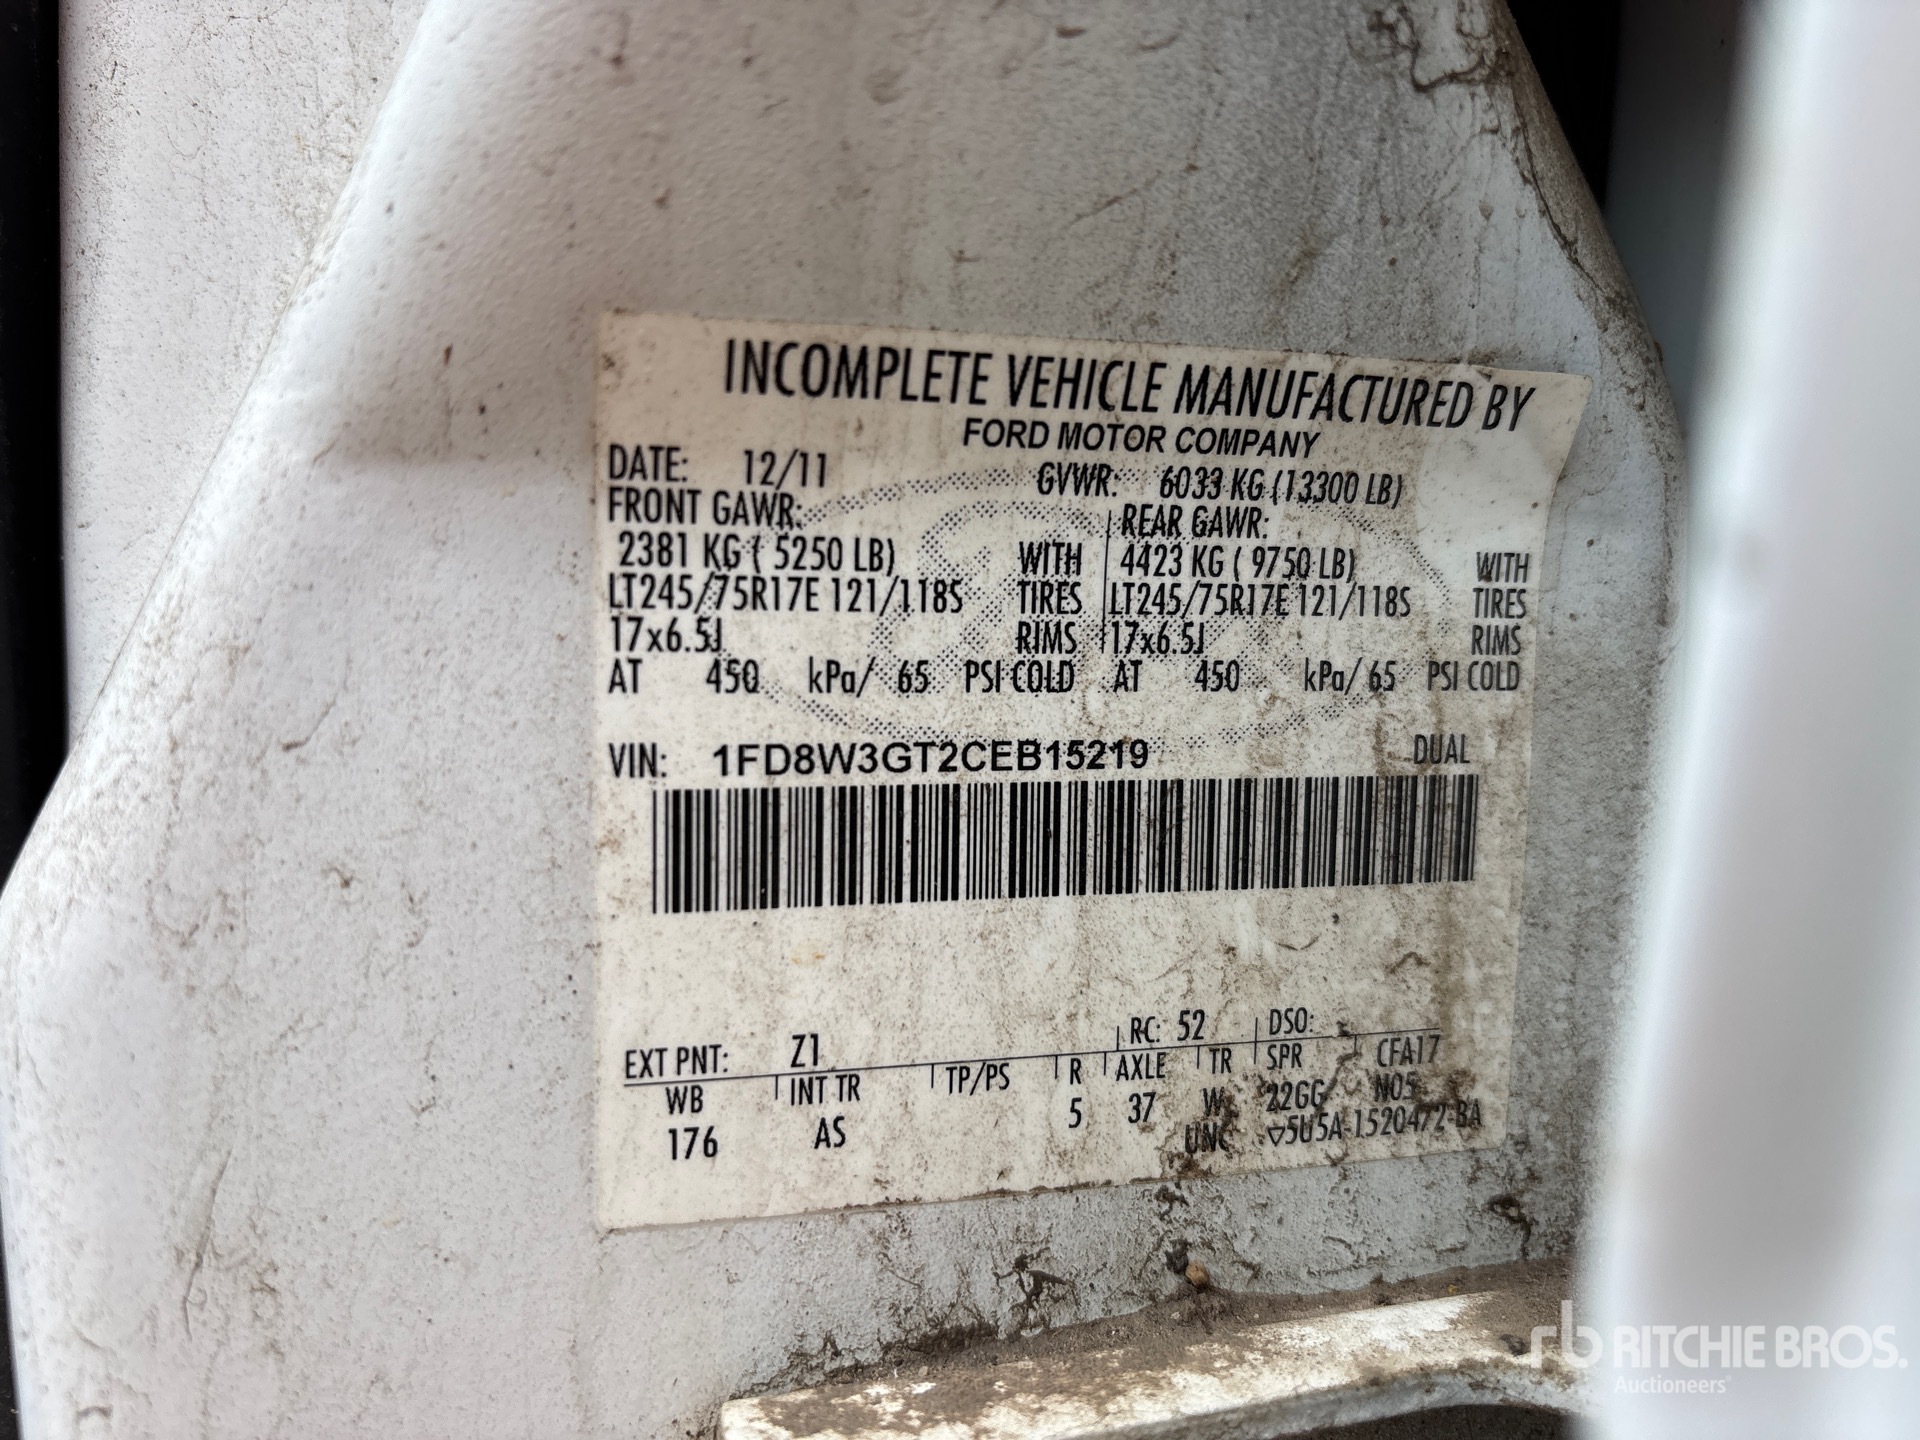 INCOMPLETE VEHICLE MANUFACTURED BY
FORD MOTOR COMPANY
DATE: 12/11 GVWR: 6033 KG (13300 LB)
FRONT GAWR: REAR GAWR:
2381 KG ( 5250 LB) WITH 4423 KG ( 9750 LB) WITH
LT245/75R17E 121/118S TIRES LT245/75R17E 121/118S TIRES
17x6.5J RIMS 17x6.5J RIMS
AT 450 kPa/ 65 PSI COLD AT 450 kPa/ 65 PSI COLD
VIN: 1FD8W3GT2CEB15219 DUAL
EXT PNT: Z1 RC: 52 DSO:
WB INT TR TP/PS R AXLE TR SPR CFA17
176 AS 5 37 W 22GG N05
UNC ▽5U5A-1520472-BA
rb RITCHIE BROS.
Auctioneers